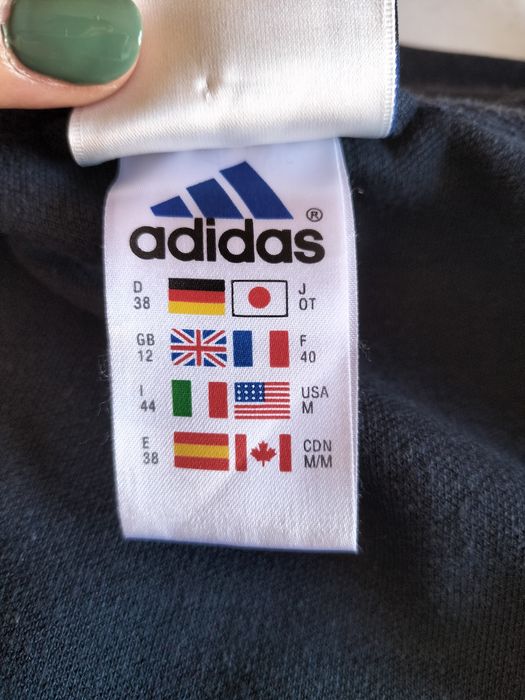 adidas®
D J
38 OT
GB F
12 40
I USA
44 M
E CDN
38 M/M